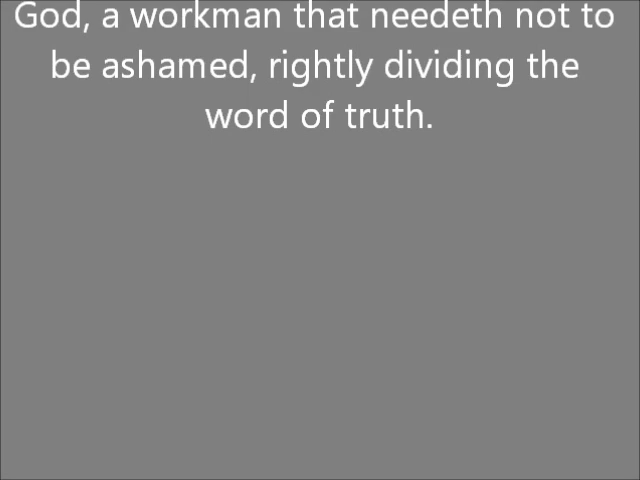 God, a workman that needeth not to
be ashamed, rightly dividing the
word of truth.